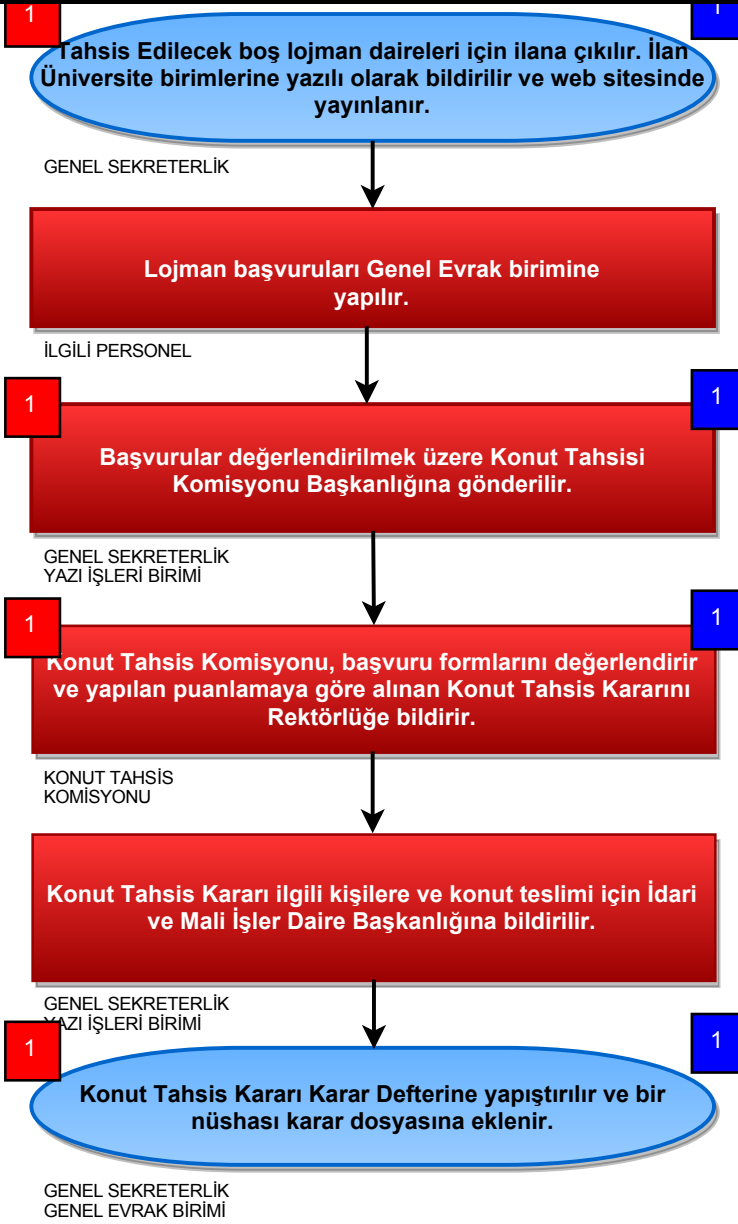 1
1
Tahsis Edilecek boş lojman daireleri için ilana çıkılır. İlan
Üniversite birimlerine yazılı olarak bildirilir ve web sitesinde
yayınlanır.
GENEL SEKRETERLİK
Lojman başvuruları Genel Evrak birimine
yapılır.
İLGİLİ PERSONEL
1
1
Başvurular değerlendirilmek üzere Konut Tahsisi
Komisyonu Başkanlığına gönderilir.
GENEL SEKRETERLİK
YAZI İŞLERİ BİRİMİ
1
1
Konut Tahsis Komisyonu, başvuru formlarını değerlendirir
ve yapılan puanlamaya göre alınan Konut Tahsis Kararını
Rektörlüğe bildirir.
KONUT TAHSİS
KOMİSYONU
Konut Tahsis Kararı ilgili kişilere ve konut teslimi için İdari
ve Mali İşler Daire Başkanlığına bildirilir.
GENEL SEKRETERLİK
YAZI İŞLERİ BİRİMİ
1
1
Konut Tahsis Kararı Karar Defterine yapıştırılır ve bir
nüshası karar dosyasına eklenir.
GENEL SEKRETERLİK
GENEL EVRAK BİRİMİ